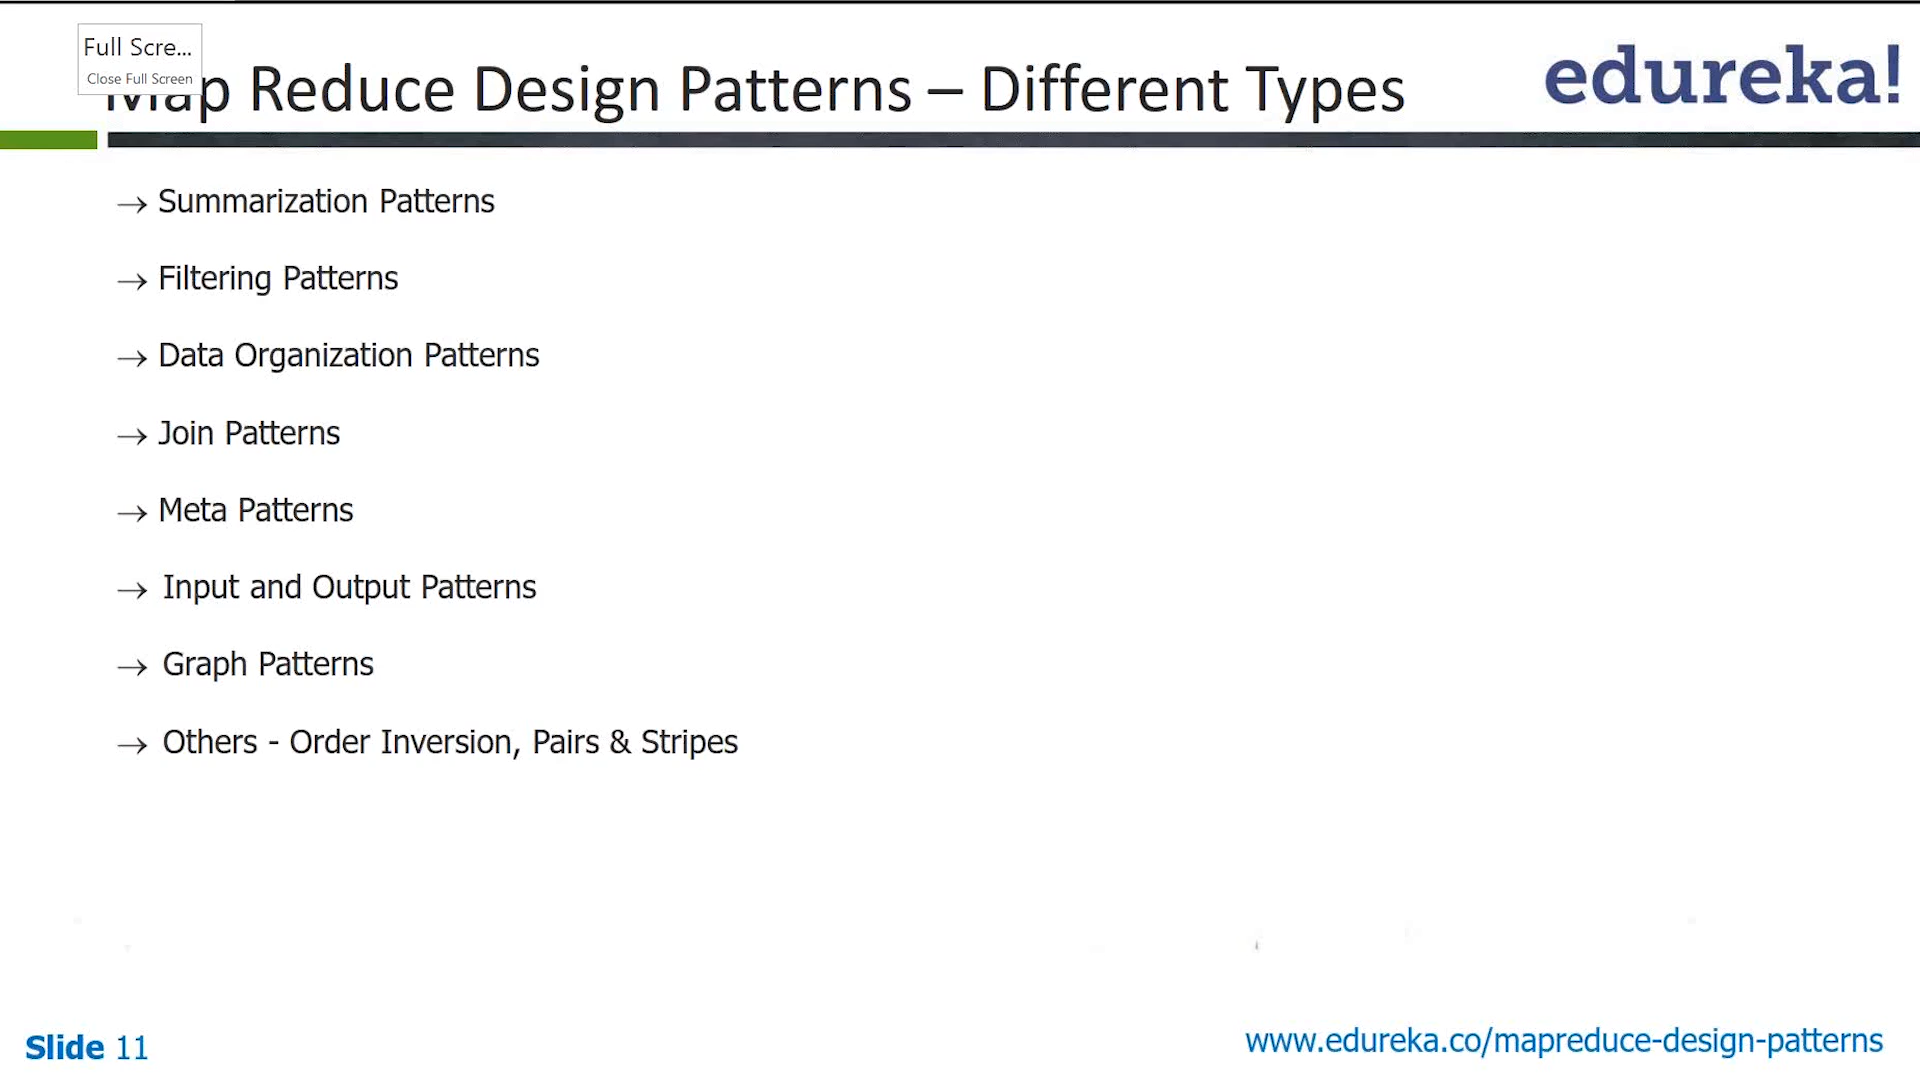 Full Scre...
Close Full Screen
Map Reduce Design Patterns – Different Types
edureka!
→ Summarization Patterns
→ Filtering Patterns
→ Data Organization Patterns
→ Join Patterns
→ Meta Patterns
→ Input and Output Patterns
→ Graph Patterns
→ Others - Order Inversion, Pairs & Stripes
Slide 11
www.edureka.co/mapreduce-design-patterns